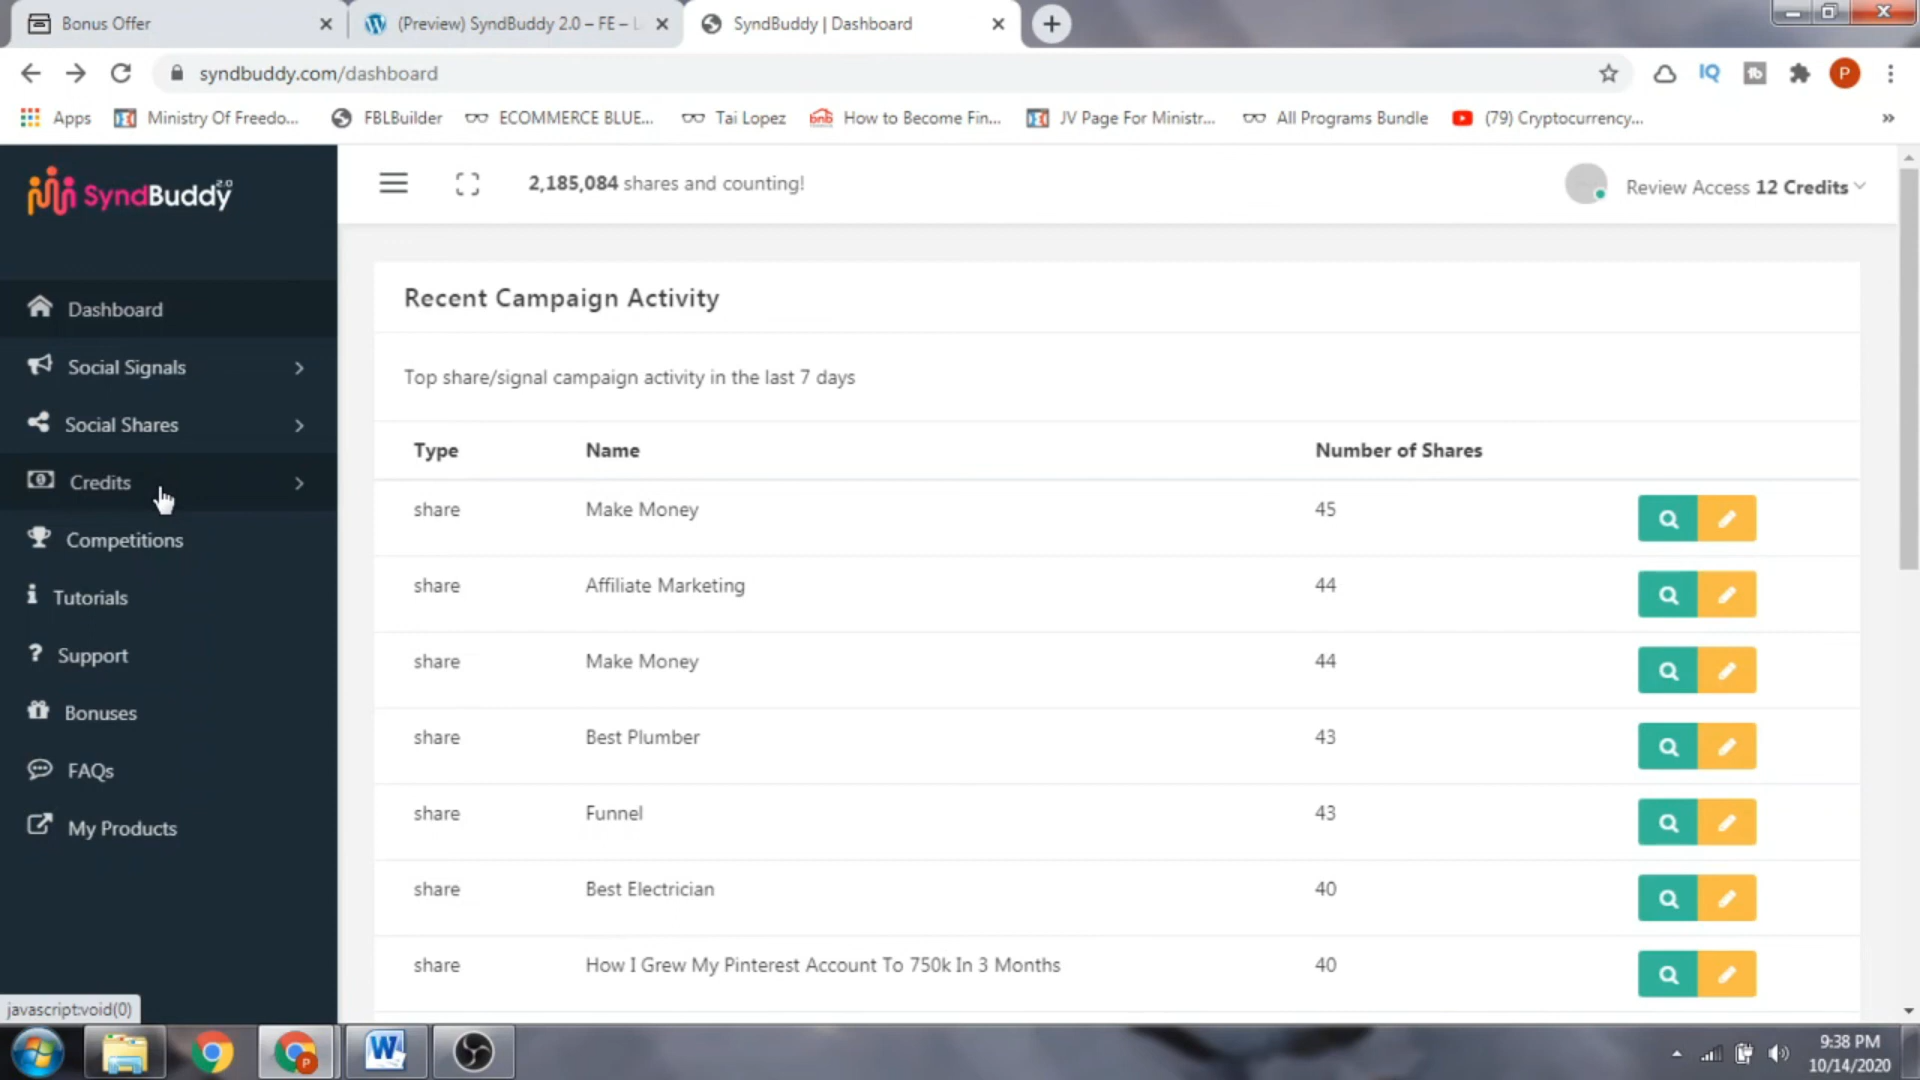 Bonus Offer
(Preview) SyndBuddy 2.0 – FE – L
SyndBuddy | Dashboard
syndbuddy.com/dashboard
IQ
tb
P
Apps
Ministry Of Freedo...
FBLBuilder
ECOMMERCE BLUE...
Tai Lopez
bnb
How to Become Fin...
JV Page For Ministr...
All Programs Bundle
(79) Cryptocurrency...
»
SyndBuddy 2.0
2,185,084 shares and counting!
Review Access 12 Credits
Dashboard
Social Signals
Social Shares
Credits
Competitions
Tutorials
Support
Bonuses
FAQs
My Products
Recent Campaign Activity
Top share/signal campaign activity in the last 7 days
Type Name Number of Shares
share Make Money 45
share Affiliate Marketing 44
share Make Money 44
share Best Plumber 43
share Funnel 43
share Best Electrician 40
share How I Grew My Pinterest Account To 750k In 3 Months 40
javascript:void(0)
W
P
9:38 PM
10/14/2020